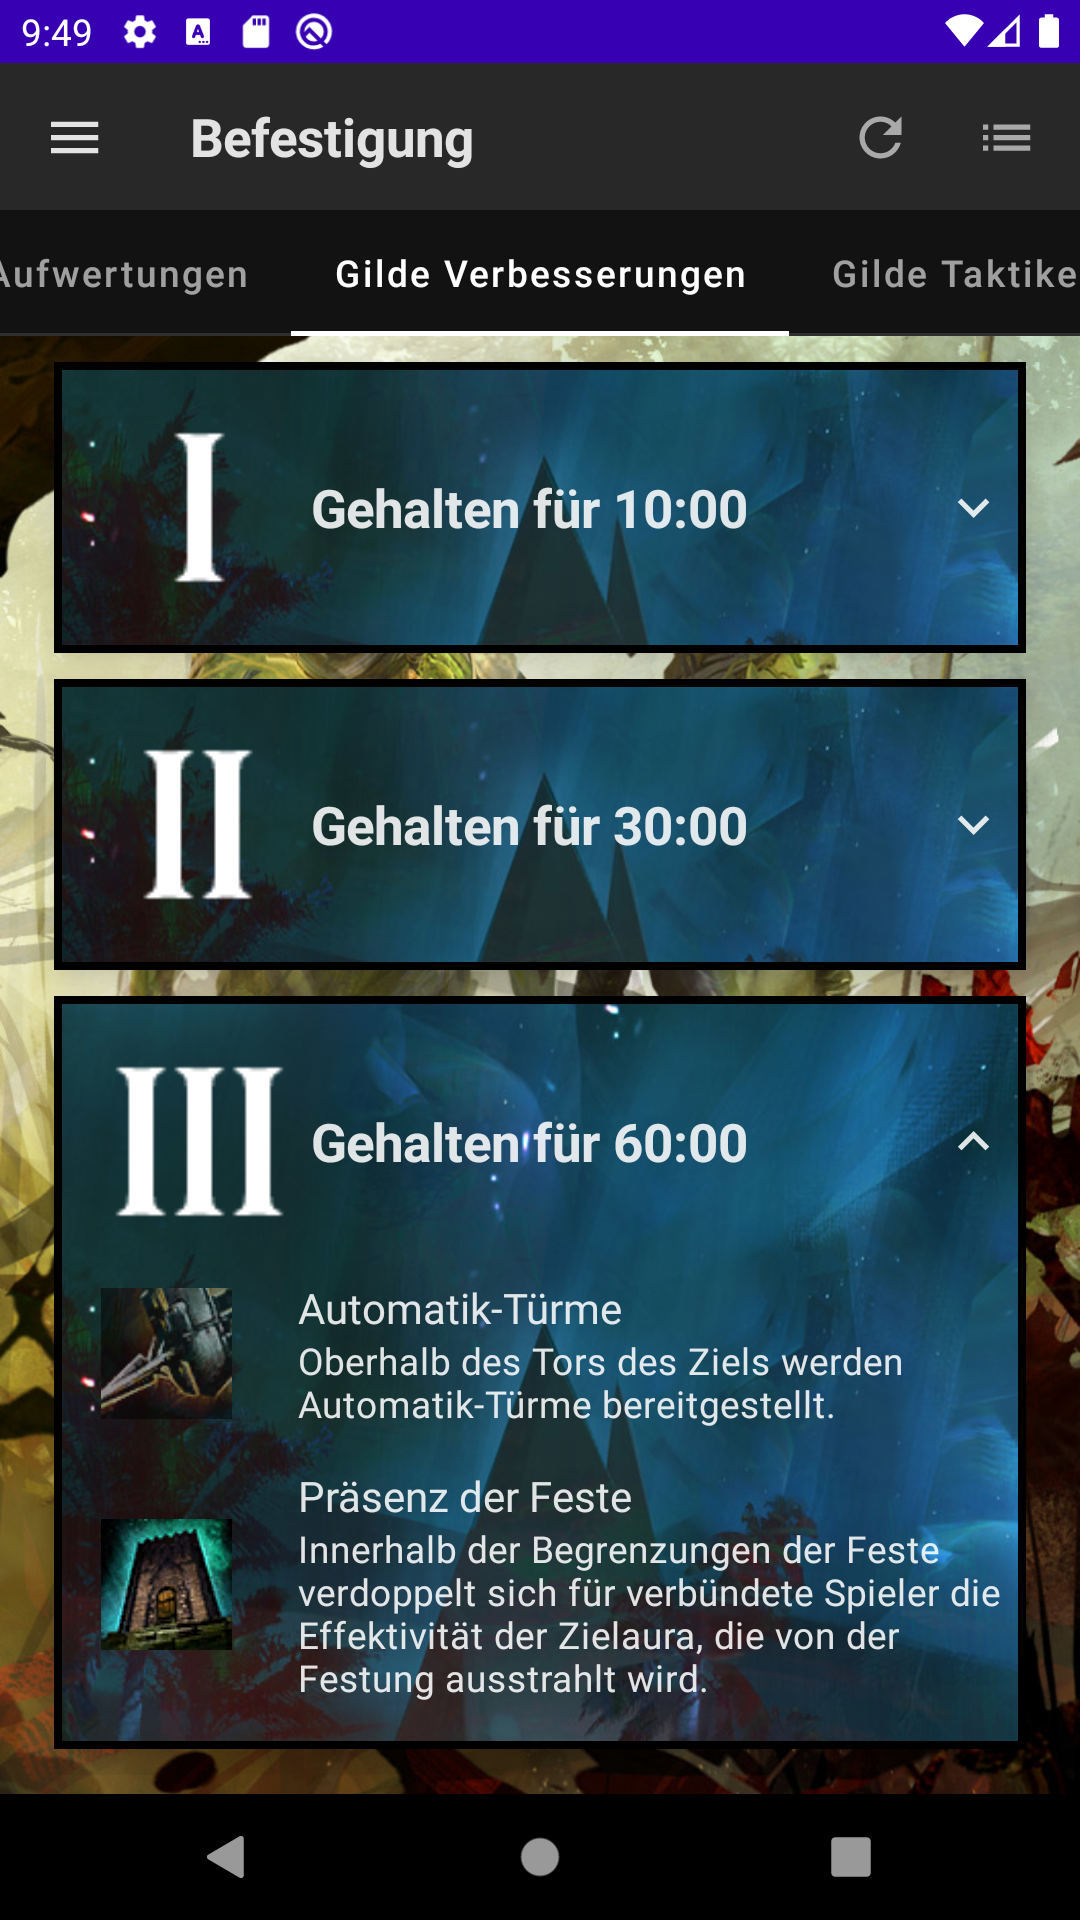 9:49
Befestigung
Aufwertungen
Gilde Verbesserungen
Gilde Taktike
I
Gehalten für 10:00
II
Gehalten für 30:00
III
Gehalten für 60:00
Automatik-Türme
Oberhalb des Tors des Ziels werden
Automatik-Türme bereitgestellt.
Präsenz der Feste
Innerhalb der Begrenzungen der Feste
verdoppelt sich für verbündete Spieler die
Effektivität der Zielaura, die von der
Festung ausstrahlt wird.